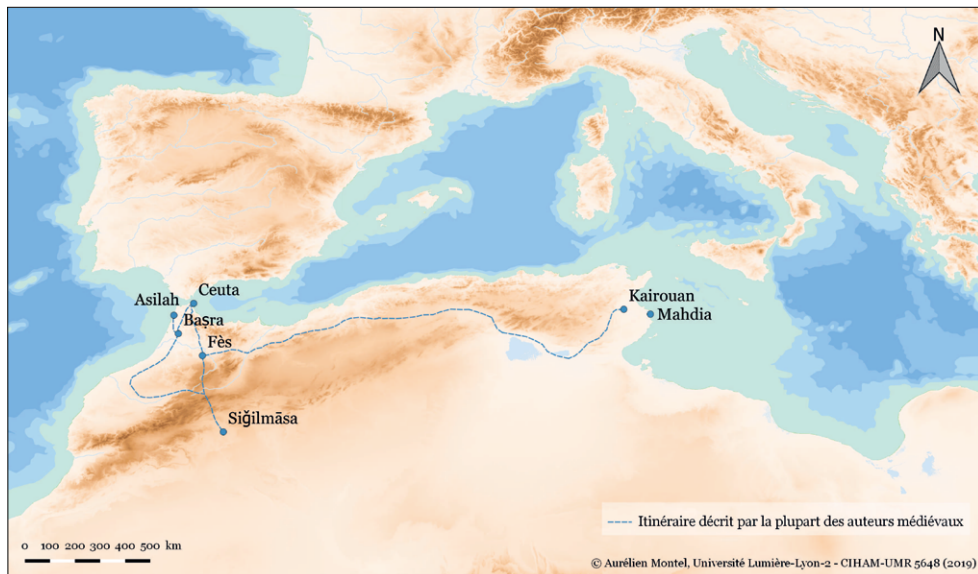 N
Ceuta
Asilah
Baṣra
Fès
Siǧilmāsa
Kairouan
Mahdia
Itinéraire décrit par la plupart des auteurs médiévaux
0 100 200 300 400 500 km
© Aurélien Montel, Université Lumière-Lyon-2 - CIHAM-UMR 5648 (2019)